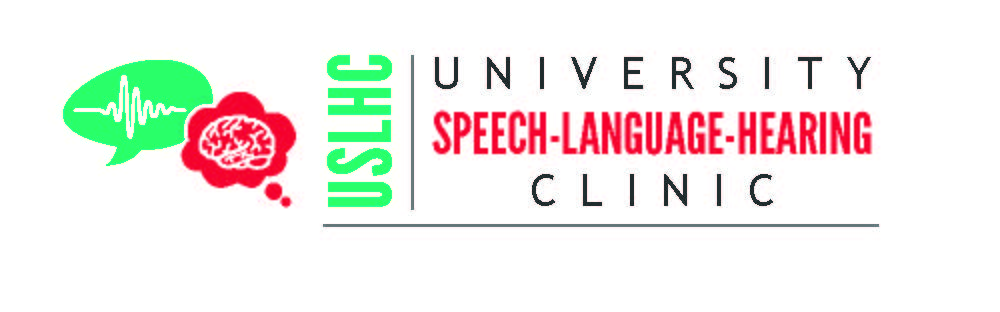 USLHC
UNIVERSITY
SPEECH-LANGUAGE-HEARING
CLINIC